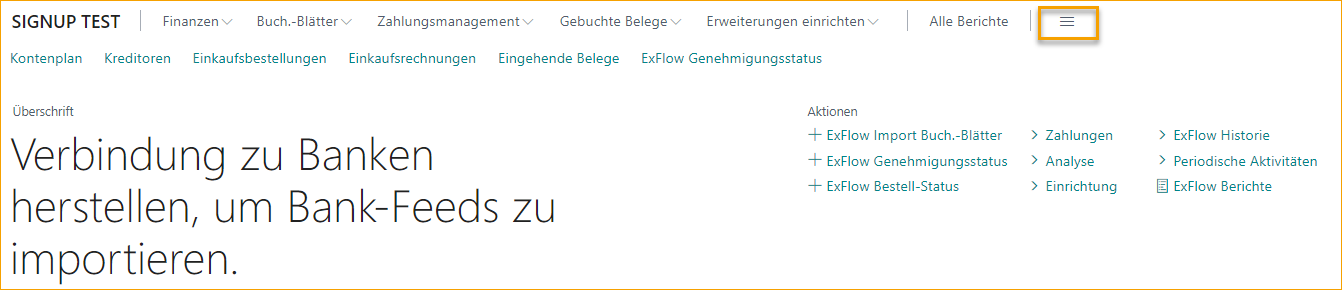 SIGNUP TEST Finanzen Buch.-Blätter Zahlungsmanagement Gebuchte Belege Erweiterungen einrichten Alle Berichte
Kontenplan Kreditoren Einkaufsbestellungen Einkaufsrechnungen Eingehende Belege ExFlow Genehmigungsstatus
Überschrift
Verbindung zu Banken
herstellen, um Bank-Feeds zu
importieren.
Aktionen
ExFlow Import Buch.-Blätter Zahlungen ExFlow Historie
ExFlow Genehmigungsstatus Analyse Periodische Aktivitäten
ExFlow Bestell-Status Einrichtung ExFlow Berichte